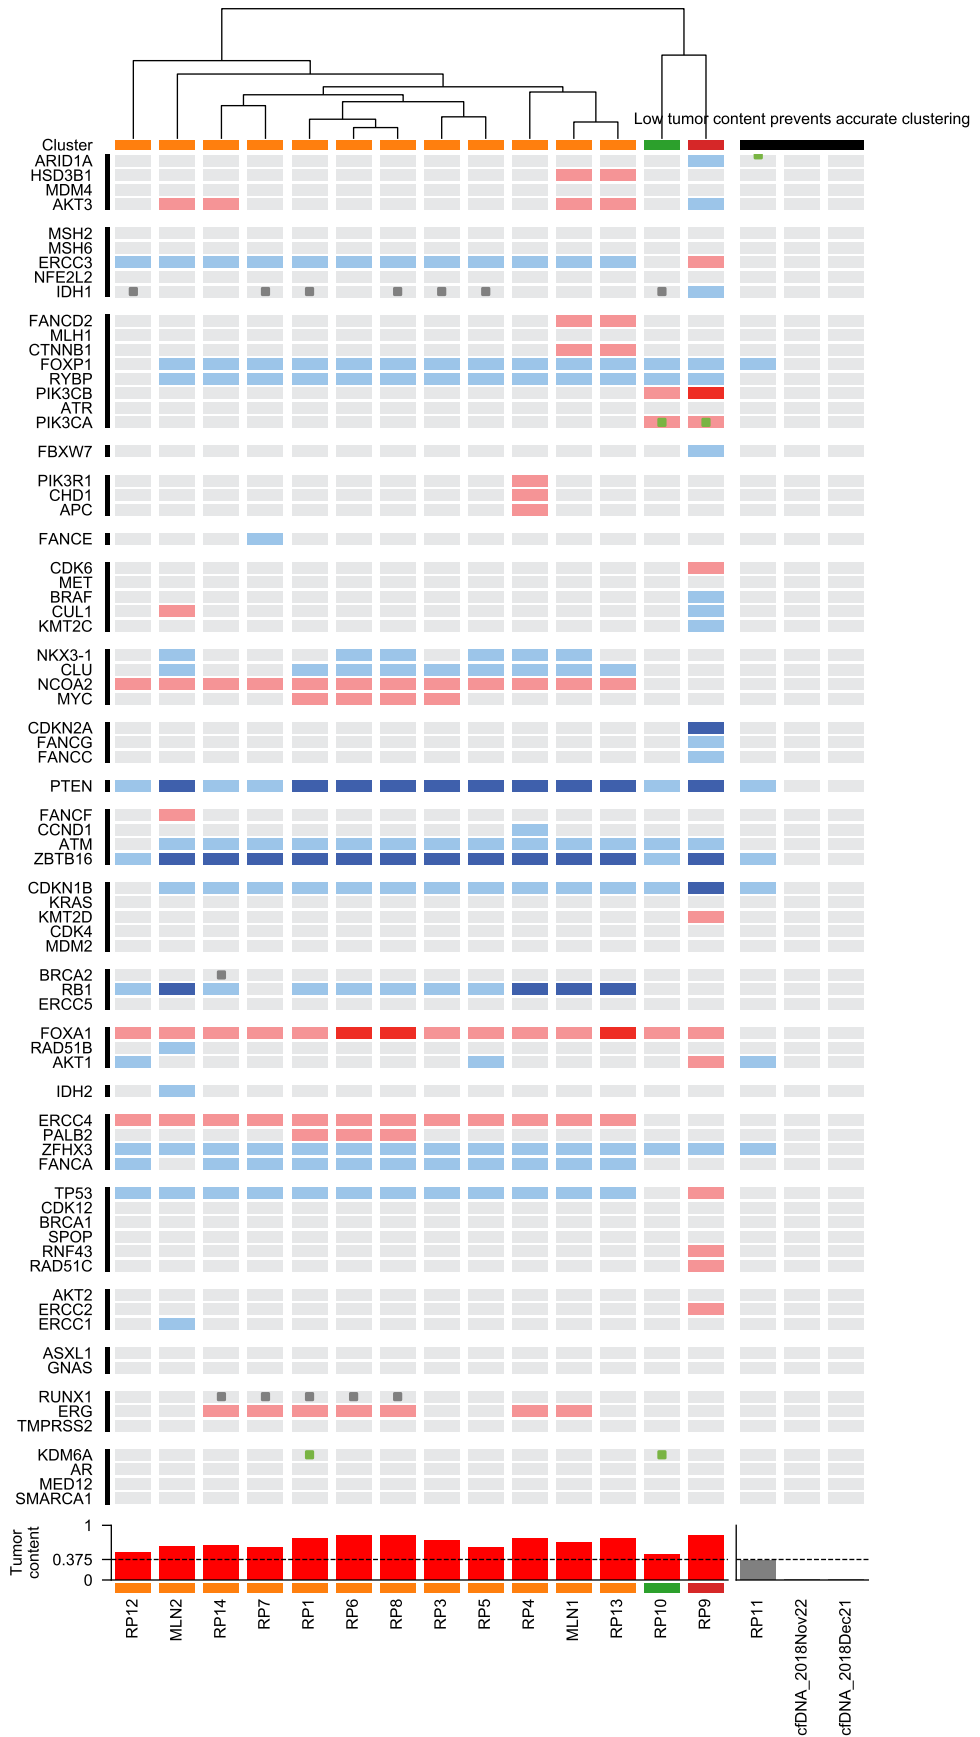 Low tumor content prevents accurate clustering
Cluster
ARID1A
HSD3B1
MDM4
AKT3
MSH2
MSH6
ERCC3
NFE2L2
IDH1
FANCD2
MLH1
CTNNB1
FOXP1
RYBP
PIK3CB
ATR
PIK3CA
FBXW7
PIK3R1
CHD1
APC
FANCE
CDK6
MET
BRAF
CUL1
KMT2C
NKX3-1
CLU
NCOA2
MYC
CDKN2A
FANCG
FANCC
PTEN
FANCF
CCND1
ATM
ZBTB16
CDKN1B
KRAS
KMT2D
CDK4
MDM2
BRCA2
RB1
ERCC5
FOXA1
RAD51B
AKT1
IDH2
ERCC4
PALB2
ZFHX3
FANCA
TP53
CDK12
BRCA1
SPOP
RNF43
RAD51C
AKT2
ERCC2
ERCC1
ASXL1
GNAS
RUNX1
ERG
TMPRSS2
KDM6A
AR
MED12
SMARCA1
Tumor
content
1
0.375
0
RP12
MLN2
RP14
RP7
RP1
RP6
RP8
RP3
RP5
RP4
MLN1
RP13
RP10
RP9
RP11
cfDNA_2018Nov22
cfDNA_2018Dec21